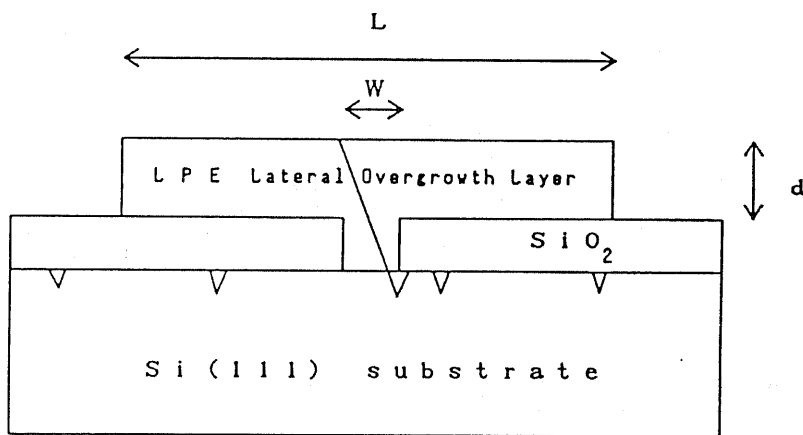 L
W
LPE Lateral Overgrowth Layer
d
SiO2
Si(111) substrate